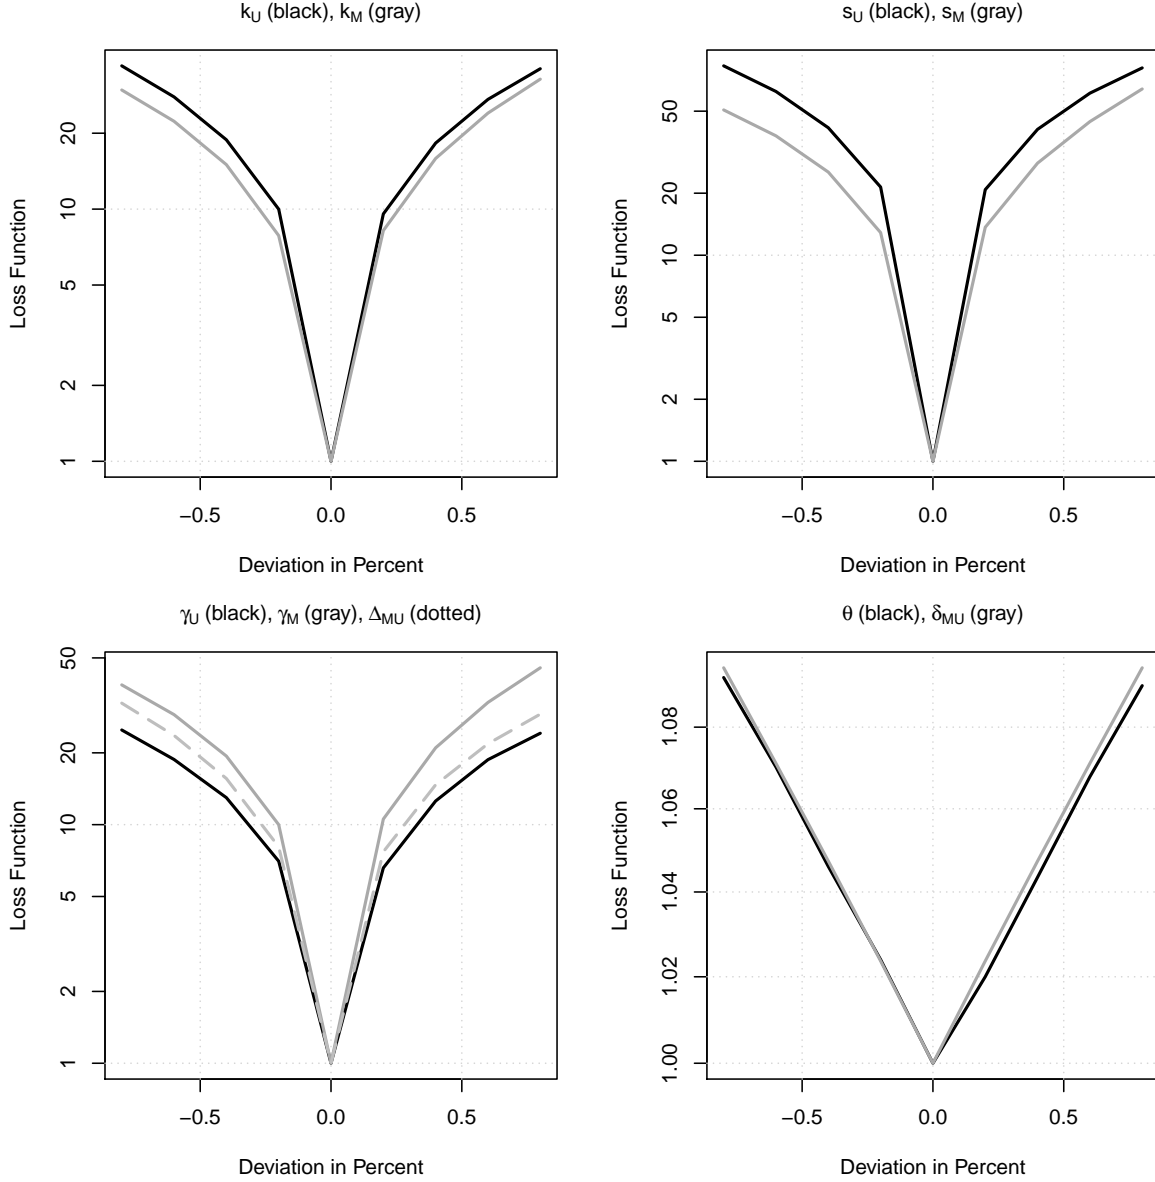 k_U (black), k_M (gray)
Loss Function
20
10
5
2
1
−0.5 0.0 0.5
Deviation in Percent
s_U (black), s_M (gray)
Loss Function
50
20
10
5
2
1
−0.5 0.0 0.5
Deviation in Percent
γ_U (black), γ_M (gray), Δ_MU (dotted)
Loss Function
50
20
10
5
2
1
−0.5 0.0 0.5
Deviation in Percent
θ (black), δ_MU (gray)
Loss Function
1.08
1.06
1.04
1.02
1.00
−0.5 0.0 0.5
Deviation in Percent